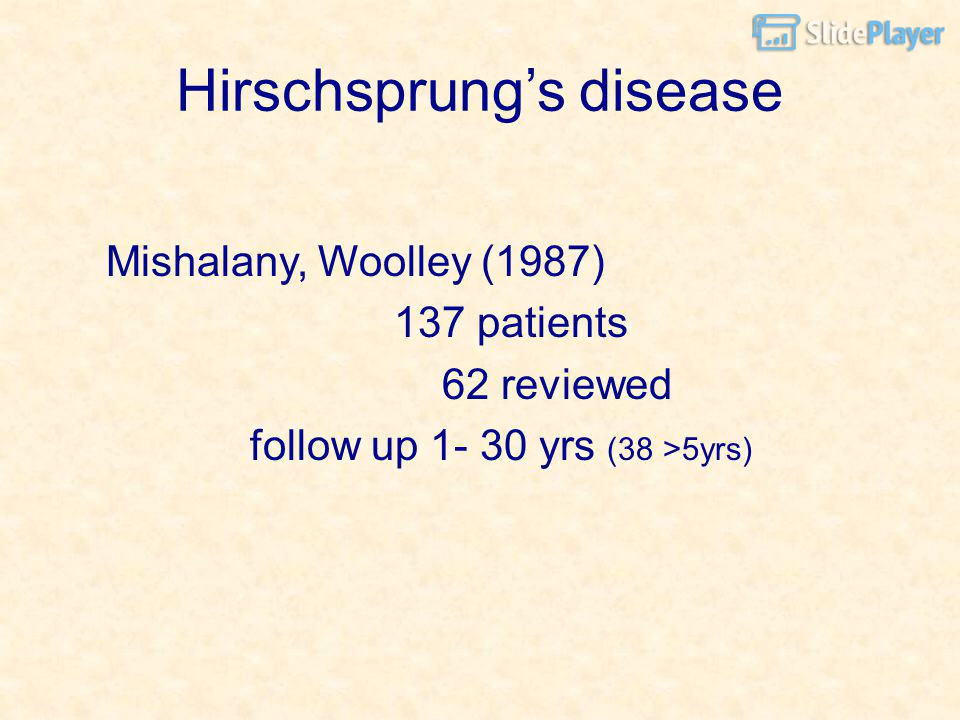 SlidePlayer
Hirschsprung’s disease
Mishalany, Woolley (1987)
137 patients
62 reviewed
follow up 1- 30 yrs (38 >5yrs)